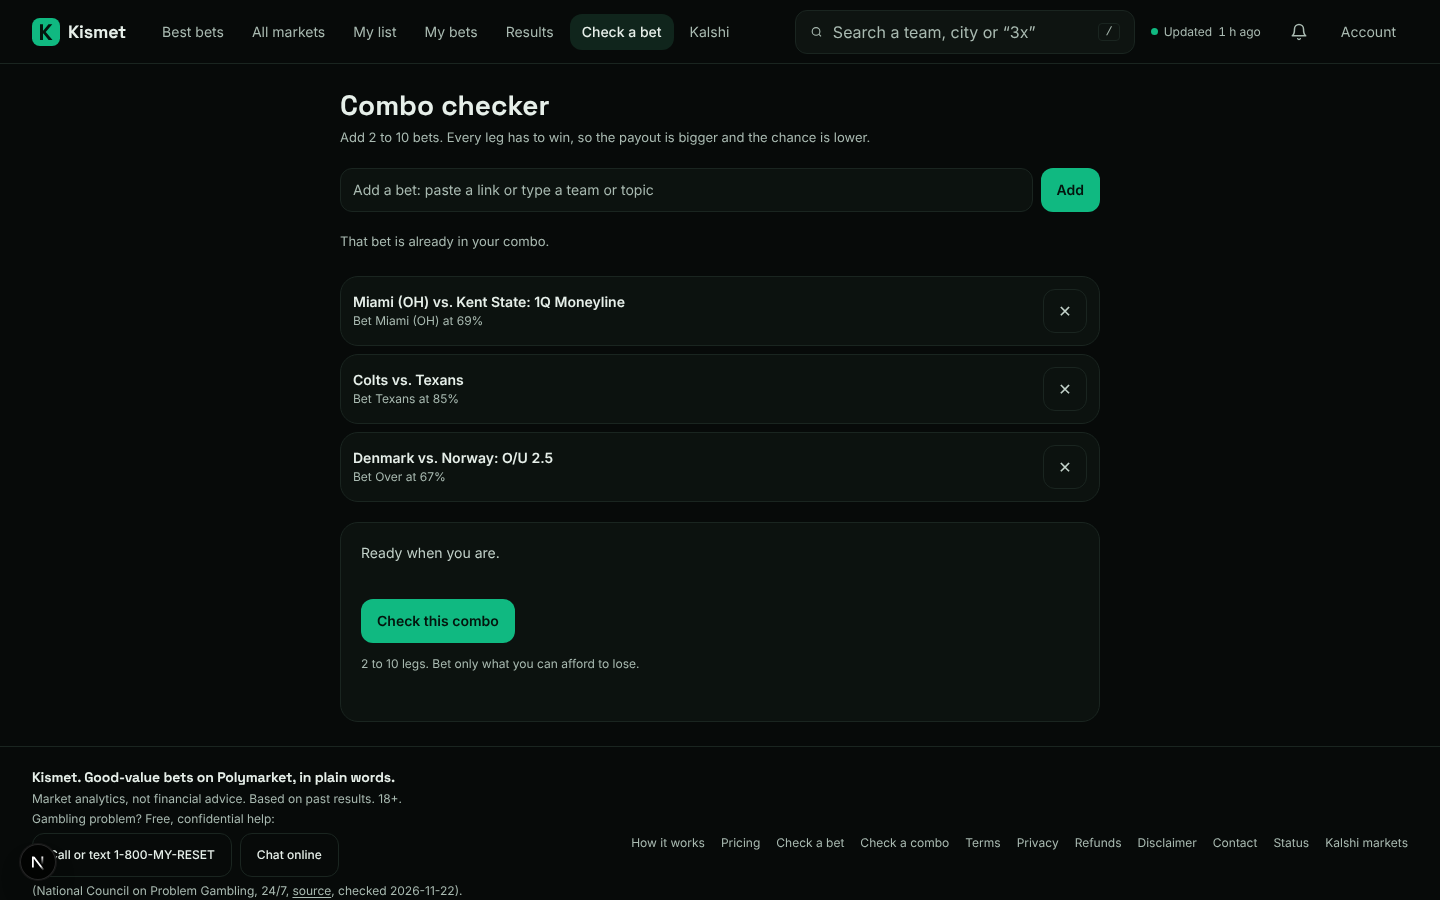 Kismet
Best bets
All markets
My list
My bets
Results
Check a bet
Kalshi
Search a team, city or “3x”
/
Updated 1 h ago
Account
Combo checker
Add 2 to 10 bets. Every leg has to win, so the payout is bigger and the chance is lower.
Add a bet: paste a link or type a team or topic
Add
That bet is already in your combo.
Miami (OH) vs. Kent State: 1Q Moneyline
Bet Miami (OH) at 69%
Colts vs. Texans
Bet Texans at 85%
Denmark vs. Norway: O/U 2.5
Bet Over at 67%
Ready when you are.
Check this combo
2 to 10 legs. Bet only what you can afford to lose.
Kismet. Good-value bets on Polymarket, in plain words.
Market analytics, not financial advice. Based on past results. 18+.
Gambling problem? Free, confidential help:
Call or text 1-800-MY-RESET
Chat online
(National Council on Problem Gambling, 24/7, source, checked 2026-11-22).
How it works
Pricing
Check a bet
Check a combo
Terms
Privacy
Refunds
Disclaimer
Contact
Status
Kalshi markets